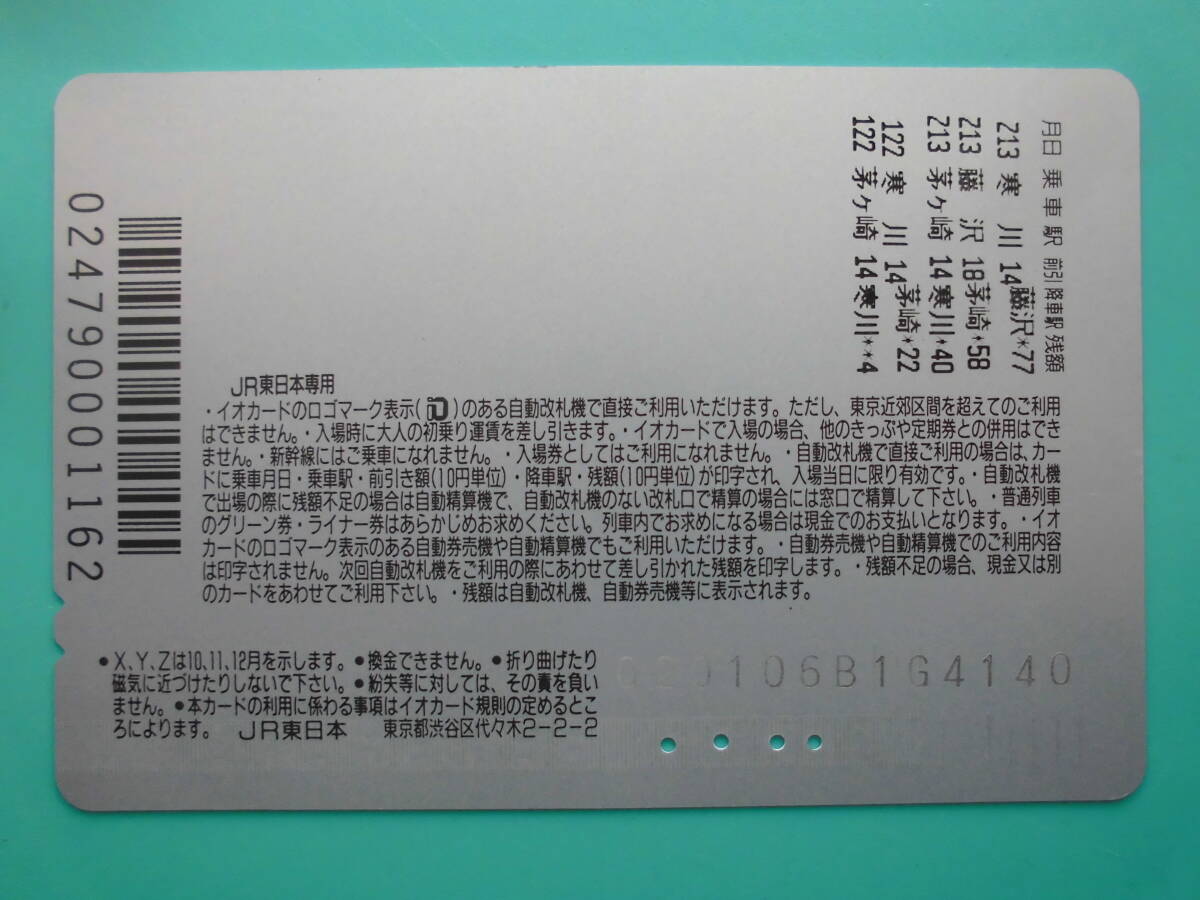 月日 乗車駅 前引 降車駅 残額
213 寒川 14藤沢*77
213 藤沢 18茅崎*58
213 茅ケ崎 14寒川*40
122 寒川 14茅崎*22
122 茅ケ崎 14寒川**4
0247900001162
JR東日本専用
・イオカードのロゴマーク表示( )のある自動改札機で直接ご利用いただけます。ただし、東京近郊区間を超えてのご利用
はできません。・入場時に大人の初乗り運賃を差し引きます。・イオカードで入場の場合、他のきっぷや定期券との併用はでき
ません。・新幹線にはご乗車になれません。・入場券としてはご利用になれません。・自動改札機で直接ご利用の場合は、カー
ドに乗車月日・乗車駅・前引き額(10円単位)・降車駅・残額(10円単位)が印字され、入場当日に限り有効です。・自動改札機
で出場の際に残額不足の場合は自動精算機で、自動改札機のない改札口で精算の場合には窓口で精算して下さい。・普通列車
のグリーン券・ライナー券はあらかじめお求めください。列車内でお求めになる場合は現金でのお支払いとなります。・イオ
カードのロゴマーク表示のある自動券売機や自動精算機でもご利用いただけます。・自動券売機や自動精算機でのご利用内容
は印字されません。次回自動改札機をご利用の際にあわせて差し引かれた残額を印字します。・残額不足の場合、現金又は別
のカードをあわせてご利用下さい。・残額は自動改札機、自動券売機等に表示されます。
●X、Y、Zは10、11、12月を示します。●換金できません。●折り曲げたり
磁気に近づけたりしないで下さい。●紛失等に対しては、その責を負い
ません。●本カードの利用に係わる事項はイオカード規則の定めるとこ
ろによります。 JR東日本 東京都渋谷区代々木2-2-2
0106B1G4140